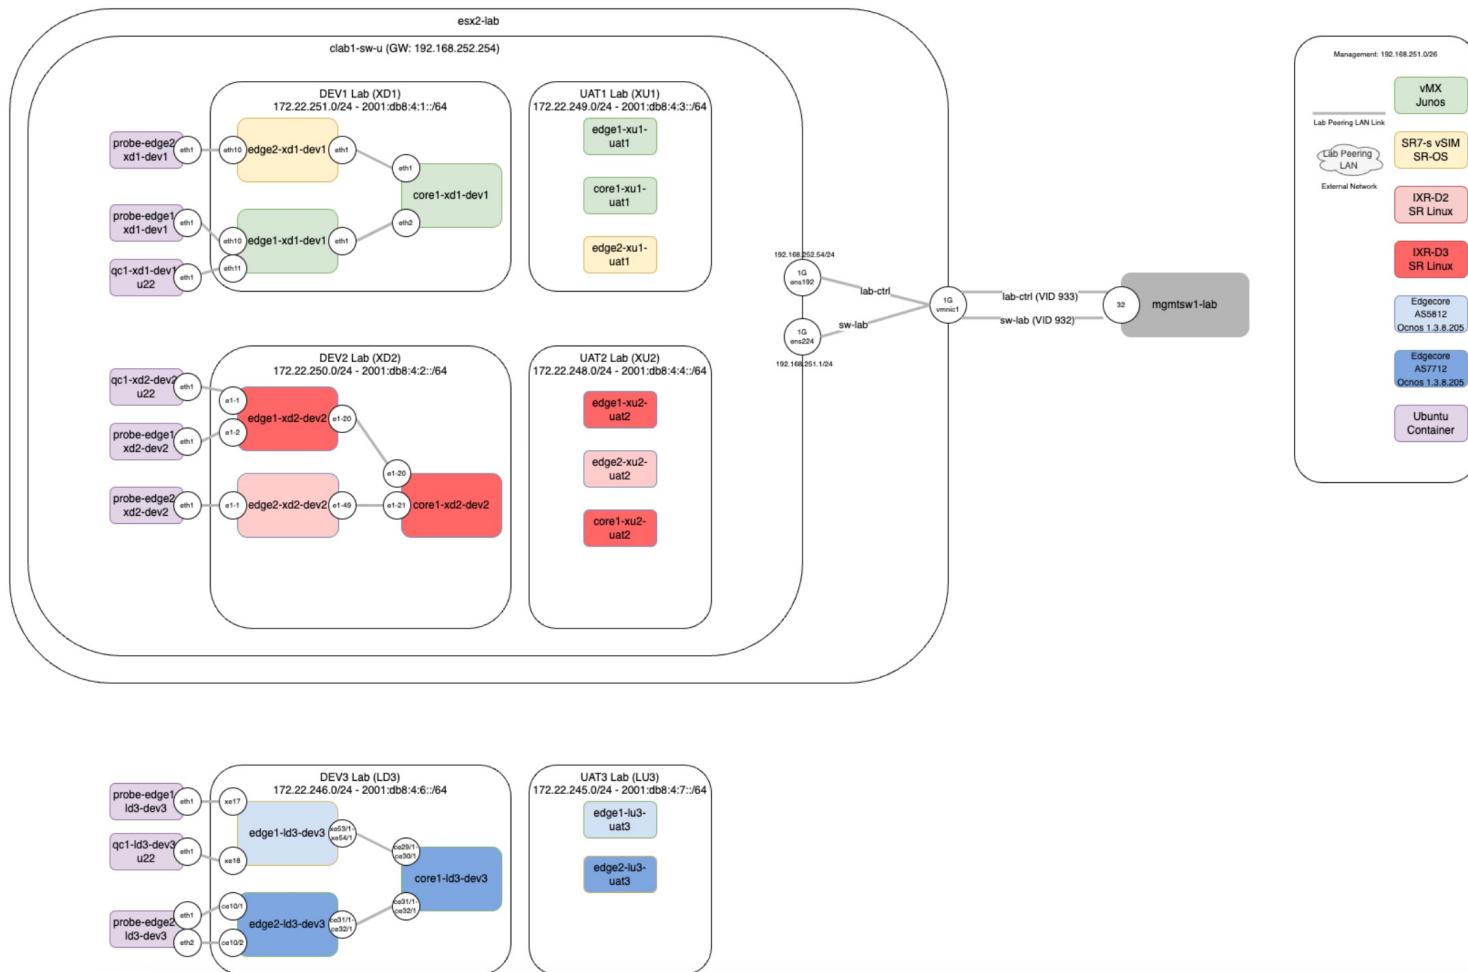 esx2-lab
clab1-sw-u (GW: 192.168.252.254)
DEV1 Lab (XD1)
172.22.251.0/24 - 2001:db8:4:1::/64
probe-edge2
xd1-dev1
eth1
eth10
edge2-xd1-dev1
eth1
eth1
core1-xd1-dev1
eth2
probe-edge1
xd1-dev1
eth1
eth10
edge1-xd1-dev1
eth1
qc1-xd1-dev1
u22
eth1
eth11
UAT1 Lab (XU1)
172.22.249.0/24 - 2001:db8:4:3::/64
edge1-xu1-
uat1
core1-xu1-
uat1
edge2-xu1-
uat1
DEV2 Lab (XD2)
172.22.250.0/24 - 2001:db8:4:2::/64
qc1-xd2-dev2
u22
eth1
e1-1
edge1-xd2-dev2
e1-20
probe-edge1
xd2-dev2
eth1
e1-2
e1-20
probe-edge2
xd2-dev2
eth1
e1-1
edge2-xd2-dev2
e1-49
e1-21
core1-xd2-dev2
UAT2 Lab (XU2)
172.22.248.0/24 - 2001:db8:4:4::/64
edge1-xu2-
uat2
edge2-xu2-
uat2
core1-xu2-
uat2
192.168.252.54/24
1G
ens192
lab-ctrl
1G
ens224
sw-lab
192.168.251.1/24
1G
vmnic1
lab-ctrl (VID 933)
sw-lab (VID 932)
32
mgmtsw1-lab
Management: 192.168.251.0/26
Lab Peering LAN Link
Lab Peering
LAN
External Network
vMX
Junos
SR7-s vSIM
SR-OS
IXR-D2
SR Linux
IXR-D3
SR Linux
Edgecore
AS5812
Ocnos 1.3.8.205
Edgecore
AS7712
Ocnos 1.3.8.205
Ubuntu
Container
DEV3 Lab (LD3)
172.22.246.0/24 - 2001:db8:4:6::/64
probe-edge1
ld3-dev3
eth1
xe17
edge1-ld3-dev3
xe53/1-
xe54/1
qc1-ld3-dev3
u22
eth1
xe18
ce29/1-
ce30/1
core1-ld3-dev3
ce31/1-
ce32/1
probe-edge2
ld3-dev3
eth1
ce10/1
edge2-ld3-dev3
ce31/1-
ce32/1
eth2
ce10/2
UAT3 Lab (LU3)
172.22.245.0/24 - 2001:db8:4:7::/64
edge1-lu3-
uat3
edge2-lu3-
uat3